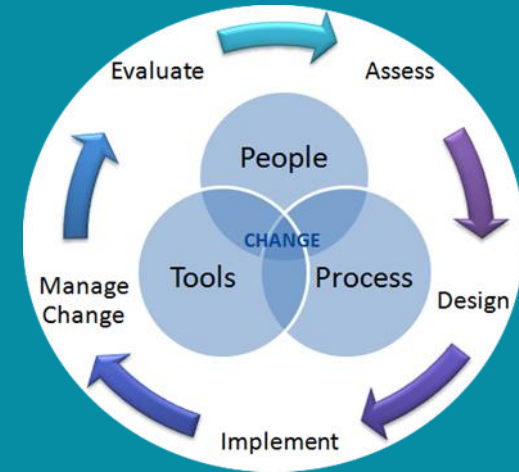 Evaluate
Assess
People
CHANGE
Tools
Process
Manage
Change
Design
Implement